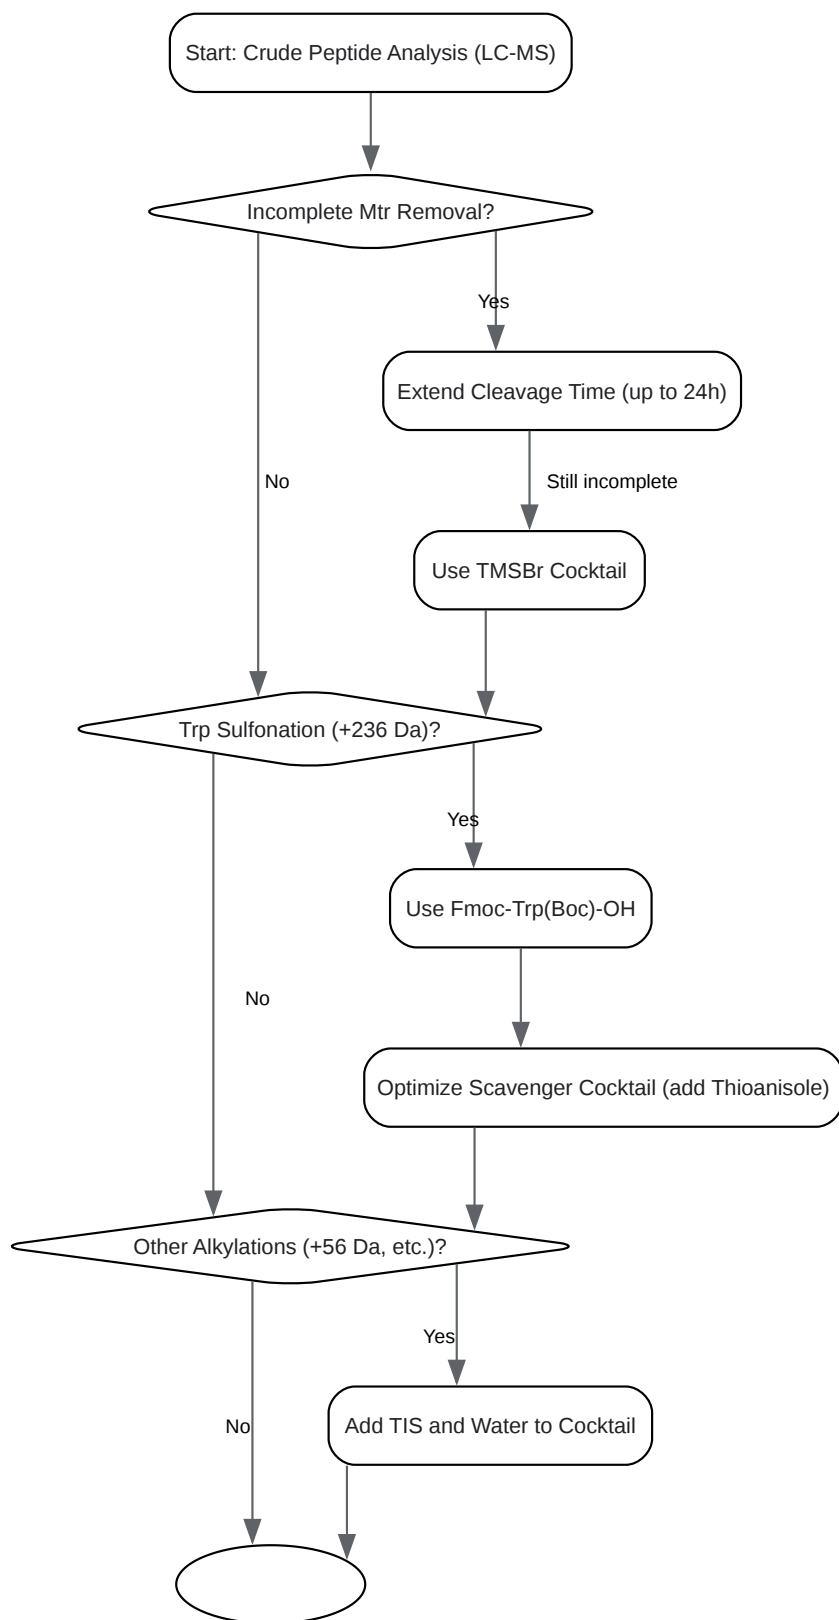 Start: Crude Peptide Analysis (LC-MS)
Incomplete Mtr Removal?
Yes
Extend Cleavage Time (up to 24h)
No
Still incomplete
Use TMSBr Cocktail
Trp Sulfonation (+236 Da)?
Yes
Use Fmoc-Trp(Boc)-OH
No
Optimize Scavenger Cocktail (add Thioanisole)
Other Alkylations (+56 Da, etc.)?
Yes
No
Add TIS and Water to Cocktail